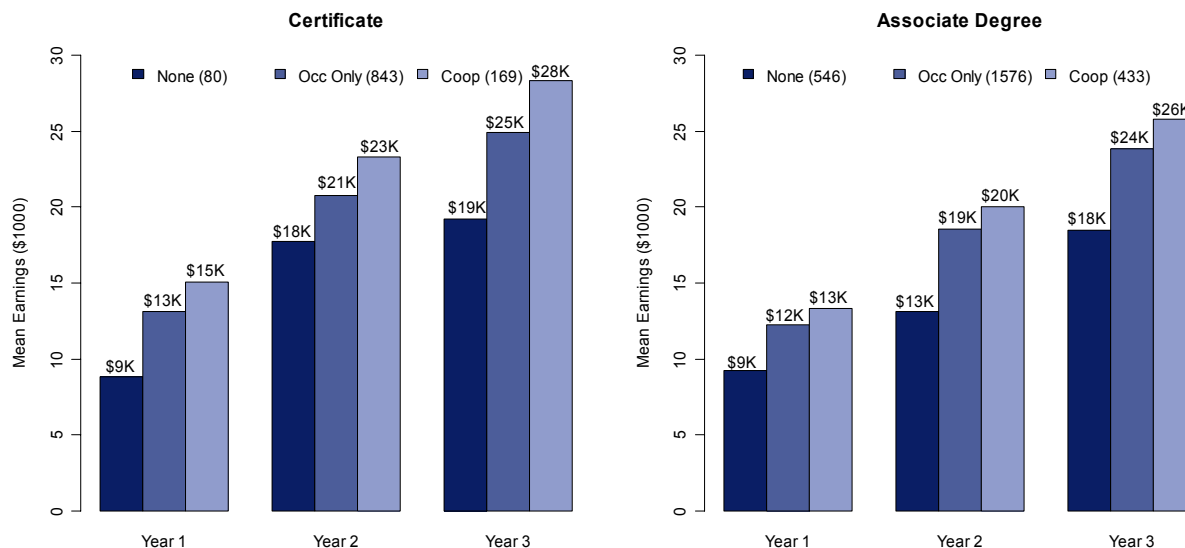 Certificate
None (80) Occ Only (843) Coop (169)
Mean Earnings ($1000)
30
25
20
15
10
5
0
$9K
$13K
$15K
$18K
$21K
$23K
$19K
$25K
$28K
Year 1 Year 2 Year 3
Associate Degree
None (546) Occ Only (1576) Coop (433)
Mean Earnings ($1000)
30
25
20
15
10
5
0
$9K
$12K
$13K
$13K
$19K
$20K
$18K
$24K
$26K
Year 1 Year 2 Year 3